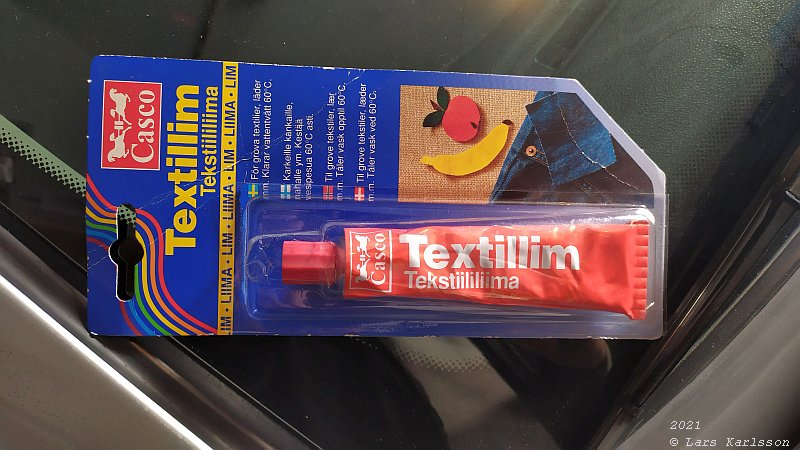 Casco
Textillim
Tekstiililiima
LIM · LIIMA · LIM · LIIMA · LIM
För grova textilier, läder
m m. Klarar vattentvätt 60°C.
Karkeille kankaille,
nahalle ym. Kestää
vesipesua 60°C asti.
Til grove tekstiler, lær
m m. Tåler vask opptil 60°C.
Til grove tekstiler, læder
m.m. Tåler vask ved 60°C.
Casco
Textillim
Tekstiililiima
2021
© Lars Karlsson